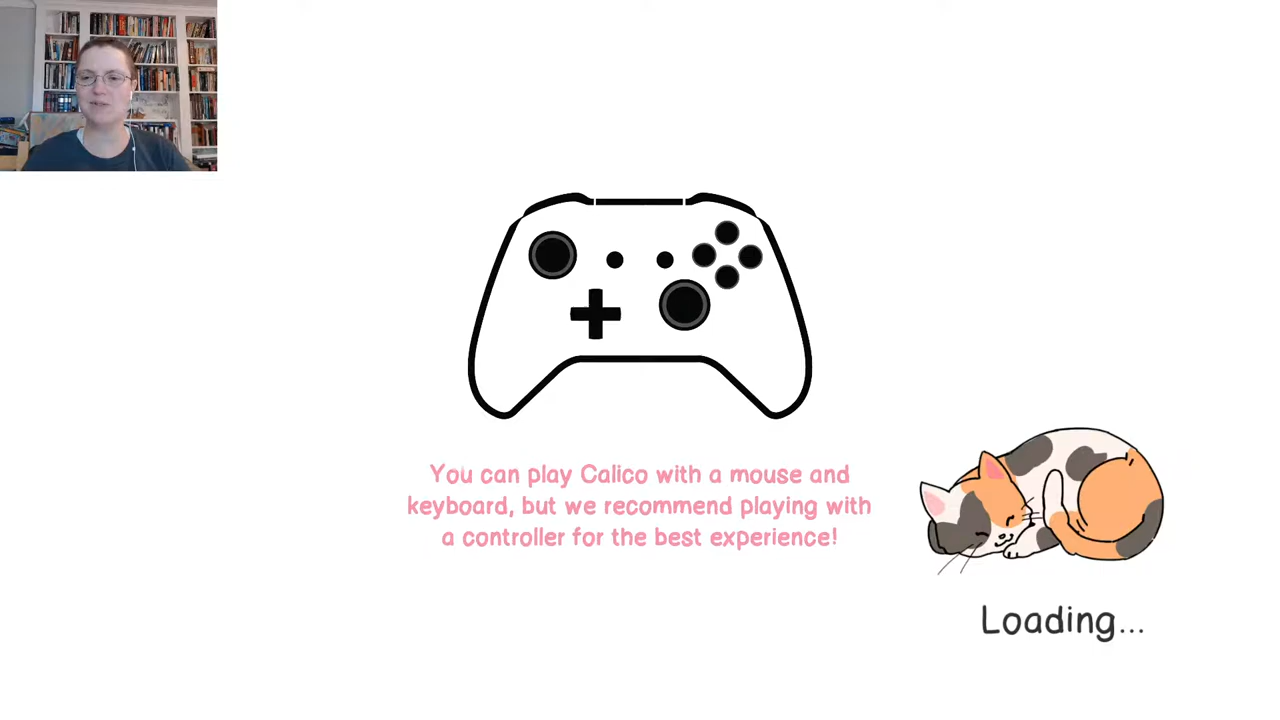 You can play Calico with a mouse and
keyboard, but we recommend playing with
a controller for the best experience!
Loading...